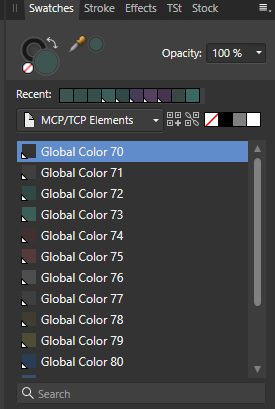 Swatches Stroke Effects TSt Stock
Opacity: 100 %
Recent:
MCP/TCP Elements
Global Color 70
Global Color 71
Global Color 72
Global Color 73
Global Color 74
Global Color 75
Global Color 76
Global Color 77
Global Color 78
Global Color 79
Global Color 80
Search